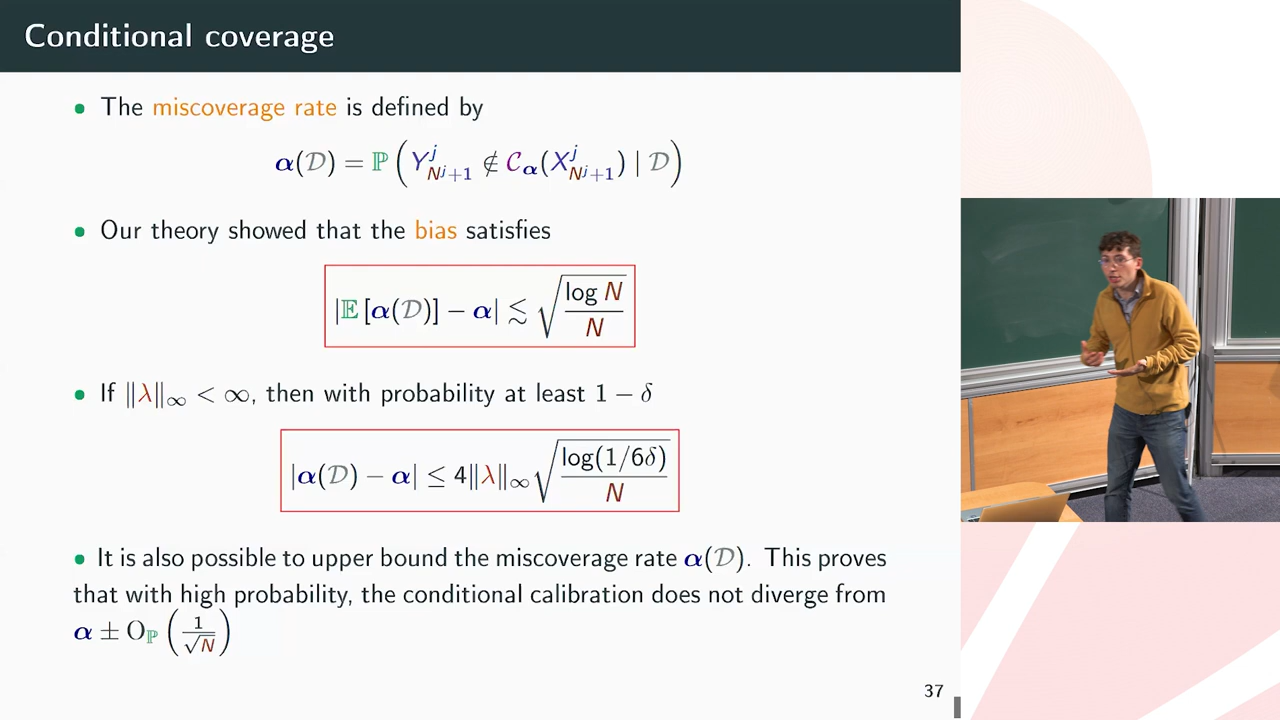 Conditional coverage
• The miscoverage rate is defined by
α(𝒟) = ℙ(Y^j_{N^j+1} ∉ 𝒞_α(X^j_{N^j+1}) | 𝒟)
• Our theory showed that the bias satisfies
|𝔼[α(𝒟)] − α| ≲ √(log N / N)
• If ‖λ‖_∞ < ∞, then with probability at least 1 − δ
|α(𝒟) − α| ≤ 4‖λ‖_∞ √(log(1/6δ) / N)
• It is also possible to upper bound the miscoverage rate α(𝒟). This proves
that with high probability, the conditional calibration does not diverge from
α ± O_ℙ(1/√N)
37